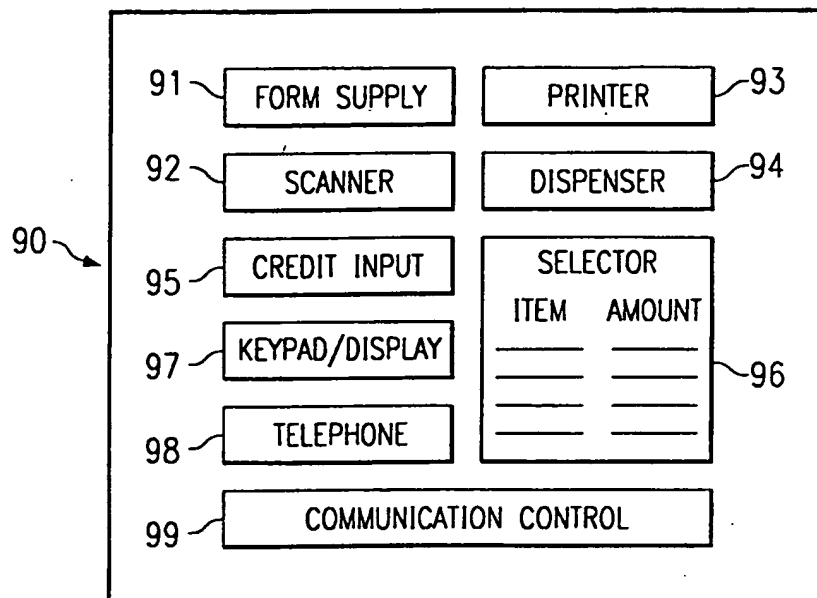 91 FORM SUPPLY PRINTER 93
92 SCANNER DISPENSER 94
90
95 CREDIT INPUT SELECTOR
ITEM AMOUNT
97 KEYPAD/DISPLAY 96
98 TELEPHONE
99 COMMUNICATION CONTROL